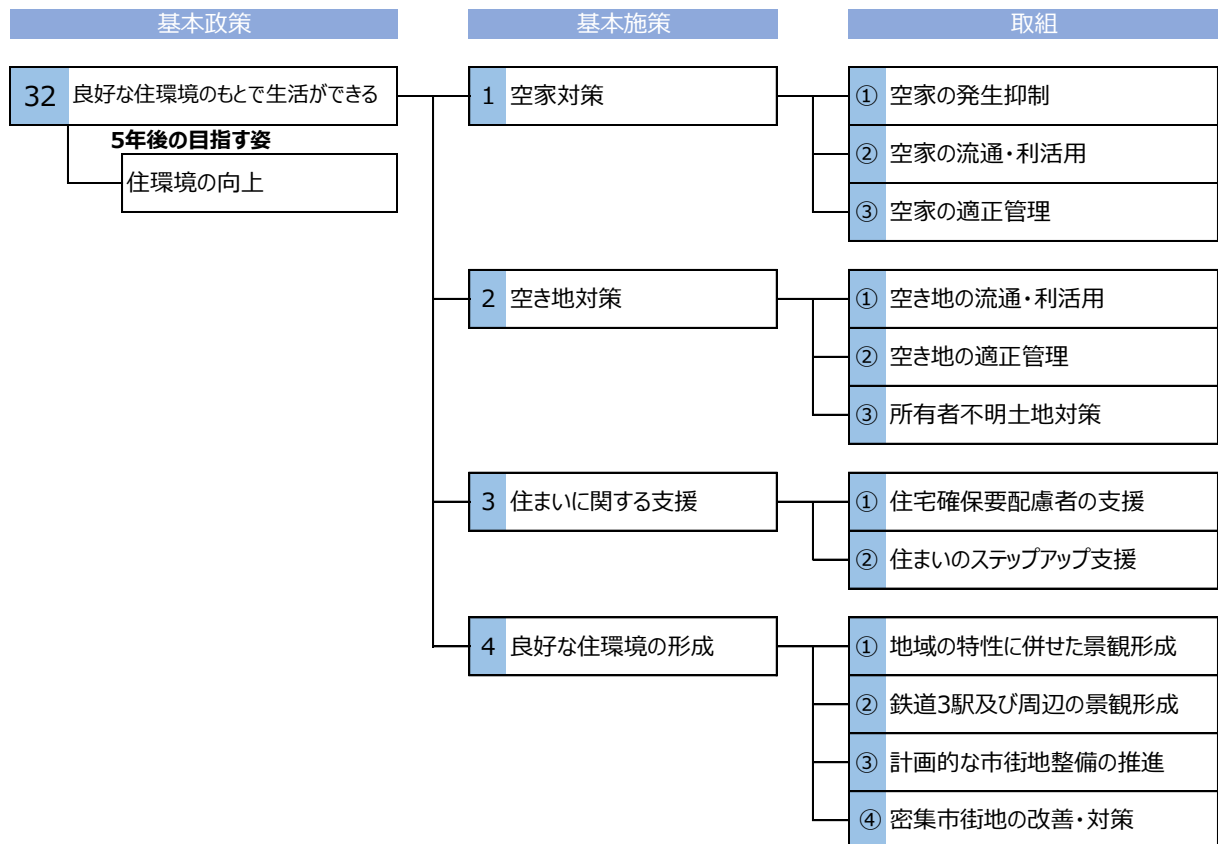 基本政策
基本施策
取組
32 良好な住環境のもとで生活ができる
5年後の目指す姿
住環境の向上
1 空家対策
① 空家の発生抑制
② 空家の流通・利活用
③ 空家の適正管理
2 空き地対策
① 空き地の流通・利活用
② 空き地の適正管理
③ 所有者不明土地対策
3 住まいに関する支援
① 住宅確保要配慮者の支援
② 住まいのステップアップ支援
4 良好な住環境の形成
① 地域の特性に併せた景観形成
② 鉄道3駅及び周辺の景観形成
③ 計画的な市街地整備の推進
④ 密集市街地の改善・対策